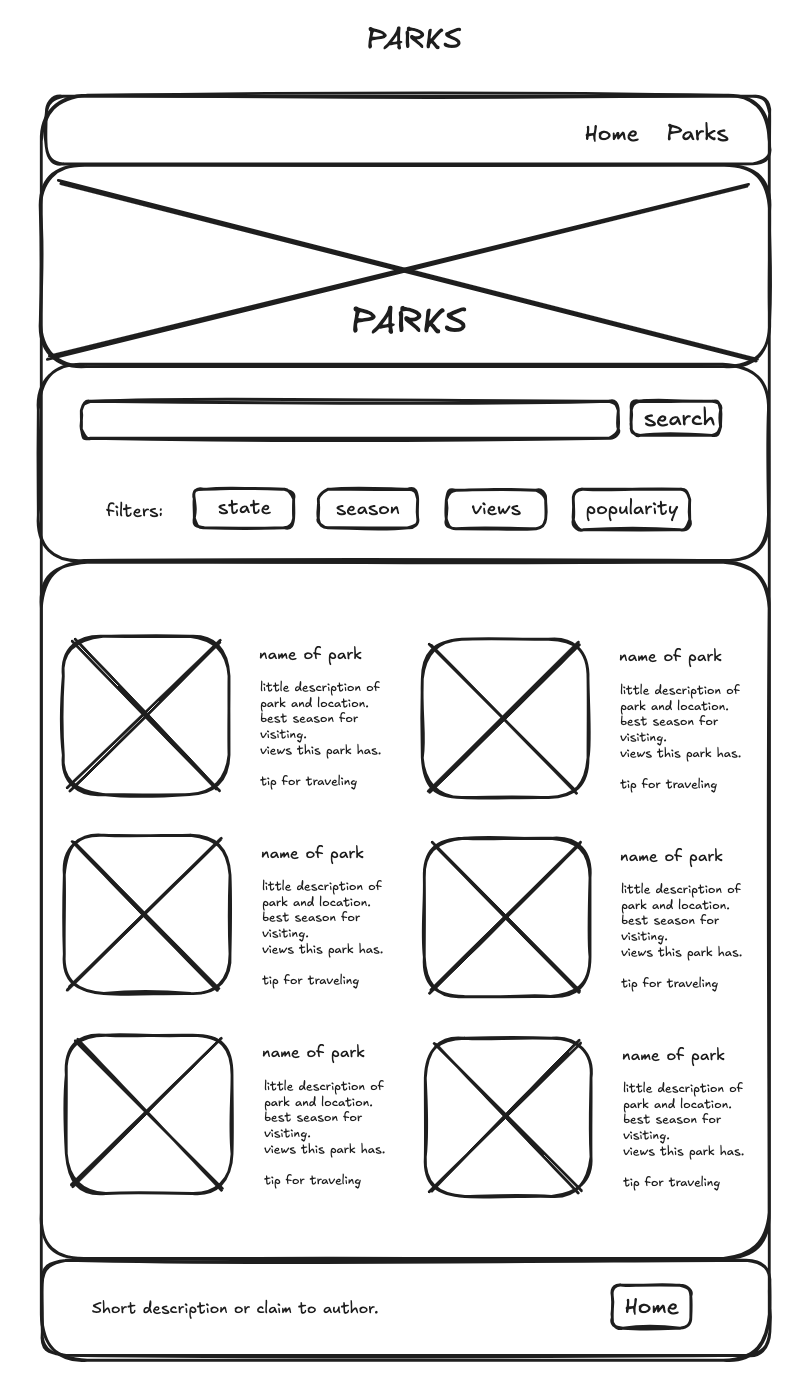 PARKS
Home Parks
PARKS
search
filters: state season views popularity
name of park
little description of
park and location.
best season for
visiting.
views this park has.
tip for traveling
name of park
little description of
park and location.
best season for
visiting.
views this park has.
tip for traveling
name of park
little description of
park and location.
best season for
visiting.
views this park has.
tip for traveling
name of park
little description of
park and location.
best season for
visiting.
views this park has.
tip for traveling
name of park
little description of
park and location.
best season for
visiting.
views this park has.
tip for traveling
name of park
little description of
park and location.
best season for
visiting.
views this park has.
tip for traveling
Short description or claim to author.
Home